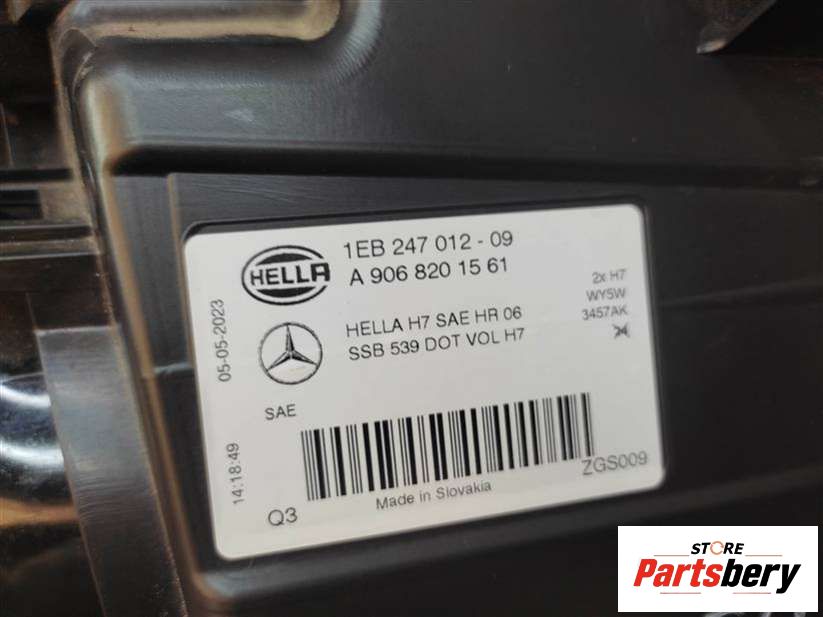 1EB 247 012 - 09
HELLA
A 906 820 15 61
2x H7
WY5W
3457AK
HELLA H7 SAE HR 06
SSB 539 DOT VOL H7
05-05-2023
SAE
14:18:49
Q3
Made in Slovakia
ZGS009
STORE
Partsbery